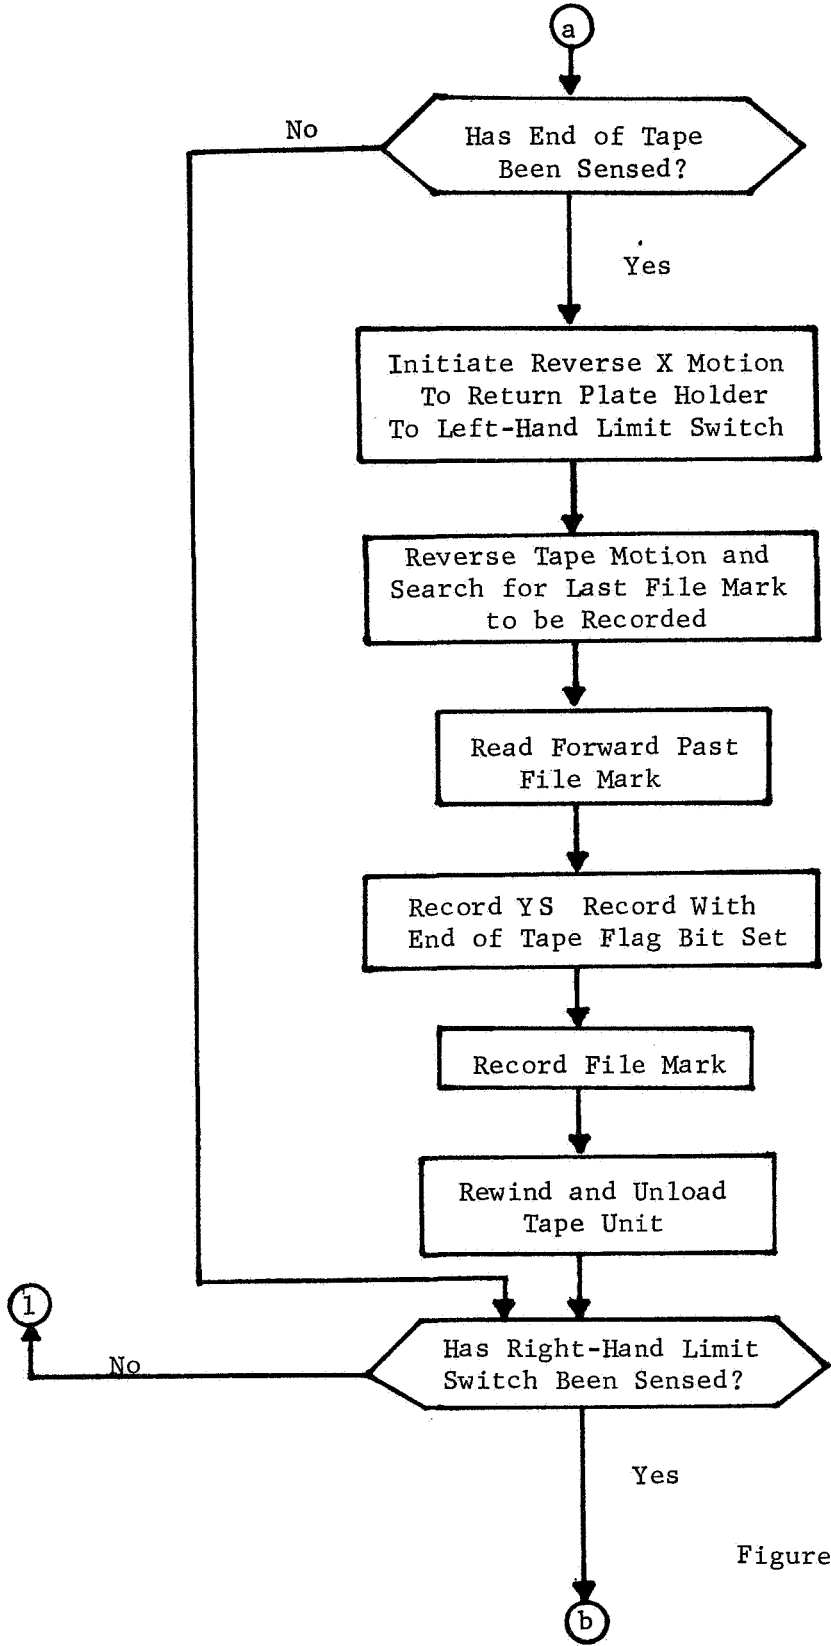 a
Has End of Tape
Been Sensed?
No
Yes
Initiate Reverse X Motion
To Return Plate Holder
To Left-Hand Limit Switch
Reverse Tape Motion and
Search for Last File Mark
to be Recorded
Read Forward Past
File Mark
Record YS Record With
End of Tape Flag Bit Set
Record File Mark
Rewind and Unload
Tape Unit
1
No
Has Right-Hand Limit
Switch Been Sensed?
Yes
Figure
b